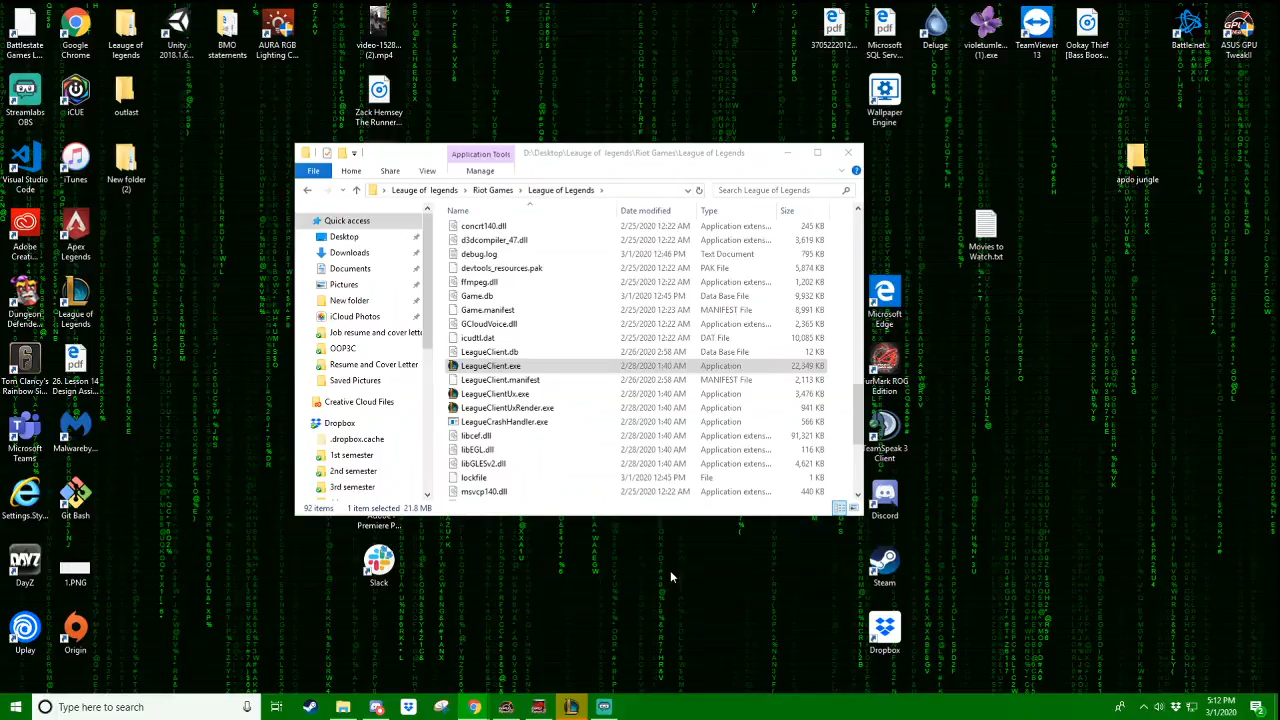 Battlestate
Games L...
Google
Chrome
Leauge of
legends
Unity
2018.1.6...
BMO
statements
AURA RGB
Lighting C...
video-1528...
(2).mp4
3705222012...
Microsoft
SQL Serv...
Deluge
violetumle...
(1).exe
TeamViewer
13
Ookay Thief
[Bass Boos...
Battle.net
ASUS GPU
TweakII
Streamlabs
OBS
iCUE
outlast
Zack Hemsey
The Runner...
Wallpaper
Engine
Visual Studio
Code
iTunes
New folder
(2)
apdo jungle
Adobe
Creati...
Apex
Legends
Movies to
Watch.txt
Dungeon
Defende...
League of
Legends
Microsoft
Edge
Tom Clancy's
Rainbow Si...
28. Lesson 14
Design Assi...
FurMark ROG
Edition
Microsoft
Teams
Malwareby...
TeamSpeak 3
Client
Settings.Sty...
Git Bash
Adobe
Premiere P...
Discord
DayZ
1.PNG
Slack
Steam
Uplay
Origin
Dropbox
Application Tools
D:\Desktop\Leauge of legends\Riot Games\League of Legends
File
Home
Share
View
Manage
Leauge of legends > Riot Games > League of Legends >
Search League of Legends
Quick access
Desktop
Downloads
Documents
Pictures
New folder
iCloud Photos
Job resume and cover lette
OOP3C
Resume and Cover Letter
Saved Pictures
Creative Cloud Files
Dropbox
.dropbox.cache
1st semester
2nd semester
3rd semester
Name Date modified Type Size
concrt140.dll 2/25/2020 12:22 AM Application extens... 245 KB
d3dcompiler_47.dll 2/25/2020 12:22 AM Application extens... 3,619 KB
debug.log 3/1/2020 12:46 PM Text Document 795 KB
devtools_resources.pak 2/25/2020 12:22 AM PAK File 5,874 KB
ffmpeg.dll 2/25/2020 12:22 AM Application extens... 1,202 KB
Game.db 3/1/2020 12:45 PM Data Base File 9,932 KB
Game.manifest 2/25/2020 12:23 AM MANIFEST File 8,991 KB
GCloudVoice.dll 2/25/2020 12:22 AM Application extens... 2,365 KB
icudtl.dat 2/25/2020 12:22 AM DAT File 10,085 KB
LeagueClient.db 2/26/2020 2:58 AM Data Base File 12 KB
LeagueClient.exe 2/28/2020 1:40 AM Application 22,349 KB
LeagueClient.manifest 2/26/2020 2:58 AM MANIFEST File 2,113 KB
LeagueClientUx.exe 2/28/2020 1:40 AM Application 3,476 KB
LeagueClientUxRender.exe 2/28/2020 1:40 AM Application 941 KB
LeagueCrashHandler.exe 2/28/2020 1:40 AM Application 566 KB
libcef.dll 2/28/2020 1:40 AM Application extens... 91,321 KB
libEGL.dll 2/28/2020 1:40 AM Application extens... 116 KB
libGLESv2.dll 2/28/2020 1:40 AM Application extens... 4,621 KB
lockfile 3/1/2020 12:45 PM File 1 KB
msvcp140.dll 2/25/2020 12:22 AM Application extens... 440 KB
92 items 1 item selected 21.8 MB
Type here to search
5:12 PM
3/1/2020
2